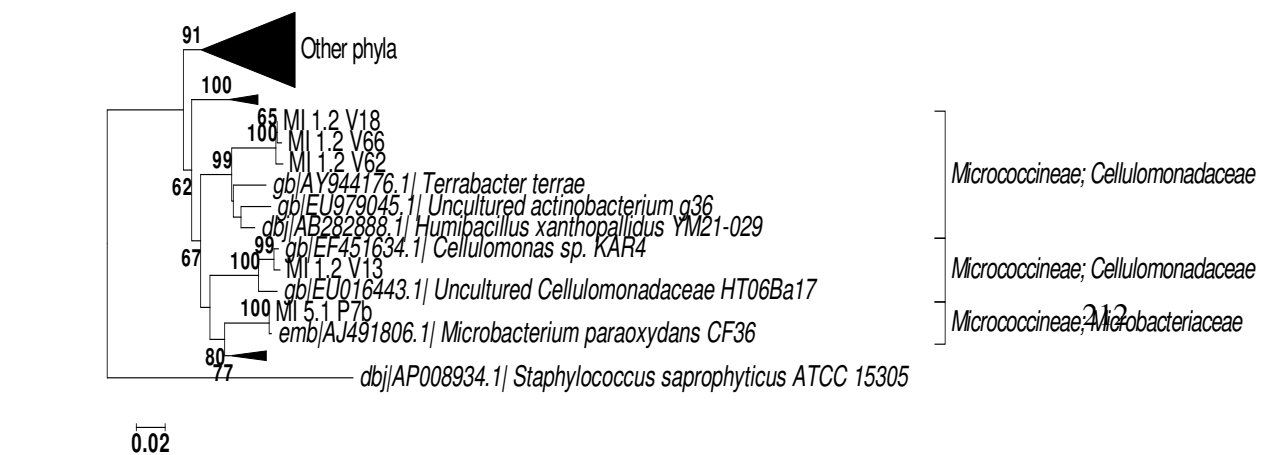 91
Other phyla
100
65 MI 1.2 V18
100 MI 1.2 V66
MI 1.2 V62
99
gb|AY944176.1| Terrabacter terrae
Micrococcineae; Cellulomonadaceae
62
gb|EU979045.1| Uncultured actinobacterium g36
dbj|AB282888.1| Humibacillus xanthopallidus YM21-029
99 gb|EF451634.1| Cellulomonas sp. KAR4
67
100 MI 1.2 V13
Micrococcineae; Cellulomonadaceae
gb|EU016443.1| Uncultured Cellulomonadaceae HT06Ba17
100 MI 5.1 P7b
212
Micrococcineae; Microbacteriaceae
emb|AJ491806.1| Microbacterium paraoxydans CF36
80
77
dbj|AP008934.1| Staphylococcus saprophyticus ATCC 15305
0.02